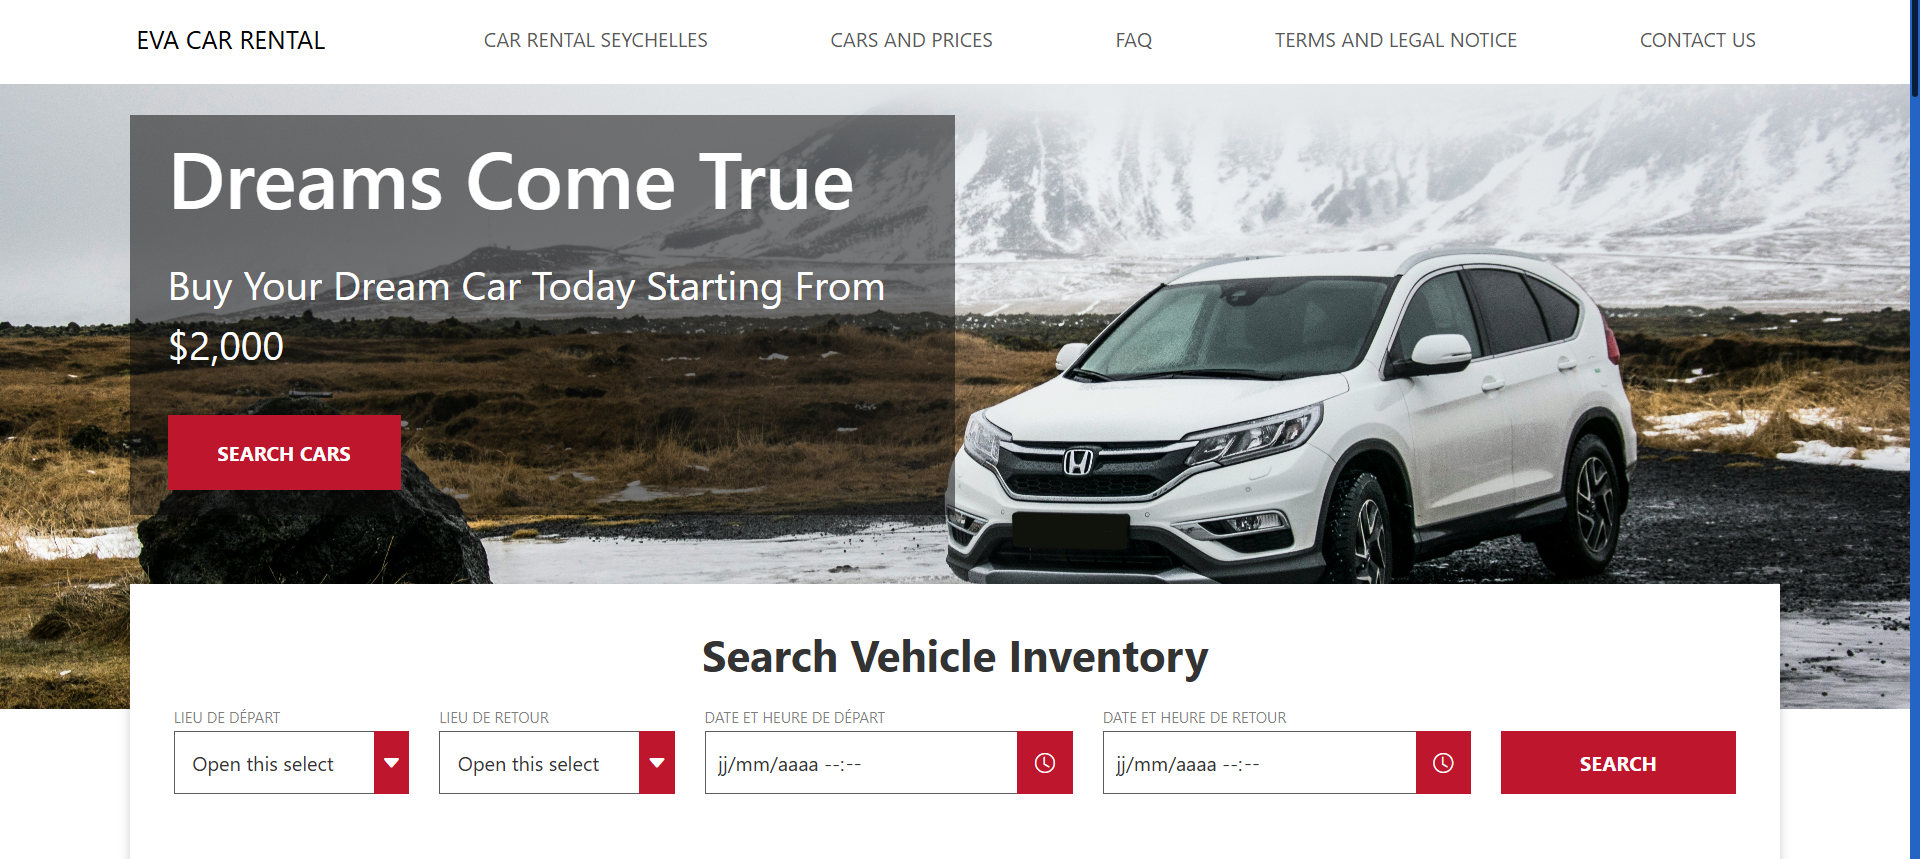 EVA CAR RENTAL
CAR RENTAL SEYCHELLES
CARS AND PRICES
FAQ
TERMS AND LEGAL NOTICE
CONTACT US
Dreams Come True
Buy Your Dream Car Today Starting From
$2,000
SEARCH CARS
Search Vehicle Inventory
LIEU DE DÉPART
LIEU DE RETOUR
DATE ET HEURE DE DÉPART
DATE ET HEURE DE RETOUR
Open this select
Open this select
jj/mm/aaaa --:--
jj/mm/aaaa --:--
SEARCH